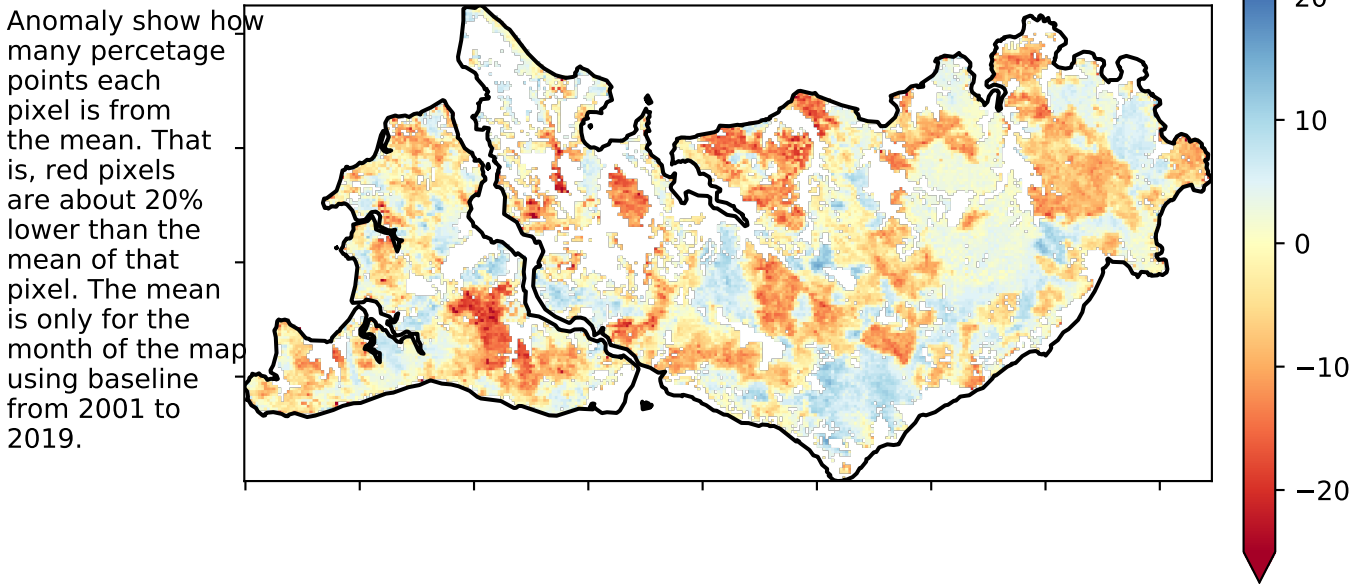 Anomaly show how
many percetage
points each
pixel is from
the mean. That
is, red pixels
are about 20%
lower than the
mean of that
pixel. The mean
is only for the
month of the map
using baseline
from 2001 to
2019.
20
10
0
−10
−20